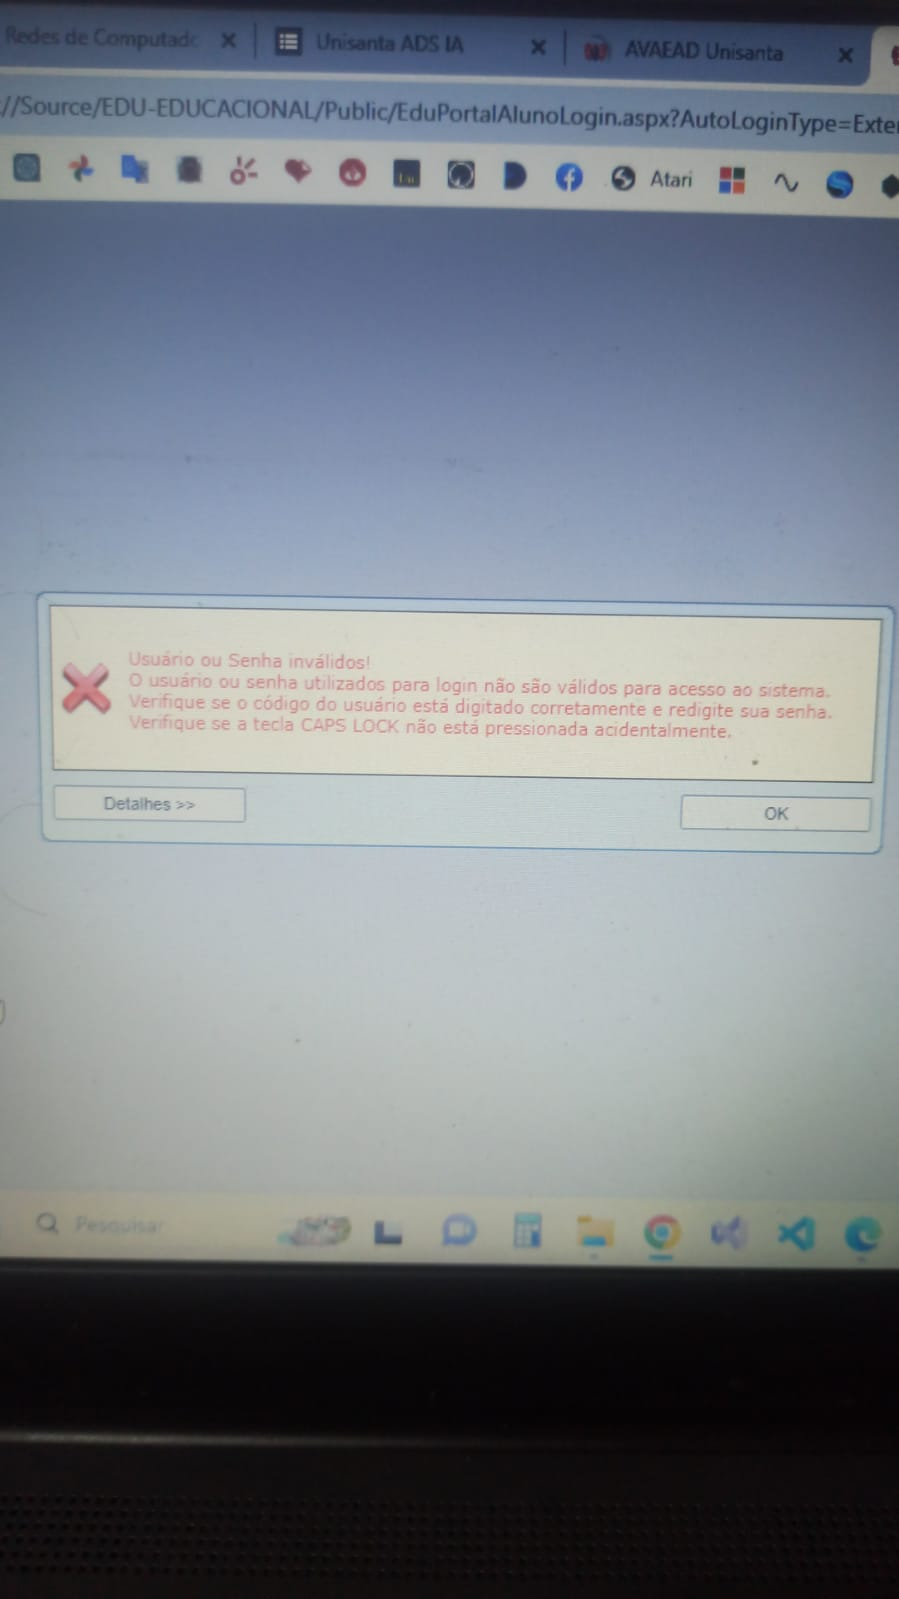 Redes de Computado
Unisanta ADS IA
AVAEAD Unisanta
//Source/EDU-EDUCACIONAL/Public/EduPortalAlunoLogin.aspx?AutoLoginType=Exter
Atari
Usuário ou Senha inválidos!
O usuário ou senha utilizados para login não são válidos para acesso ao sistema.
Verifique se o código do usuário está digitado corretamente e redigite sua senha.
Verifique se a tecla CAPS LOCK não está pressionada acidentalmente.
Detalhes >>
OK
Pesquisar